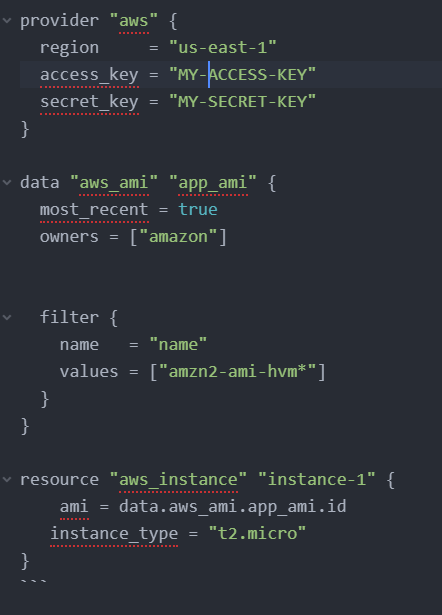 provider "aws" {
  region     = "us-east-1"
  access_key = "MY-ACCESS-KEY"
  secret_key = "MY-SECRET-KEY"
}
data "aws_ami" "app_ami" {
  most_recent = true
  owners = ["amazon"]
  filter {
    name   = "name"
    values = ["amzn2-ami-hvm*"]
  }
}
resource "aws_instance" "instance-1" {
    ami = data.aws_ami.app_ami.id
   instance_type = "t2.micro"
}
```